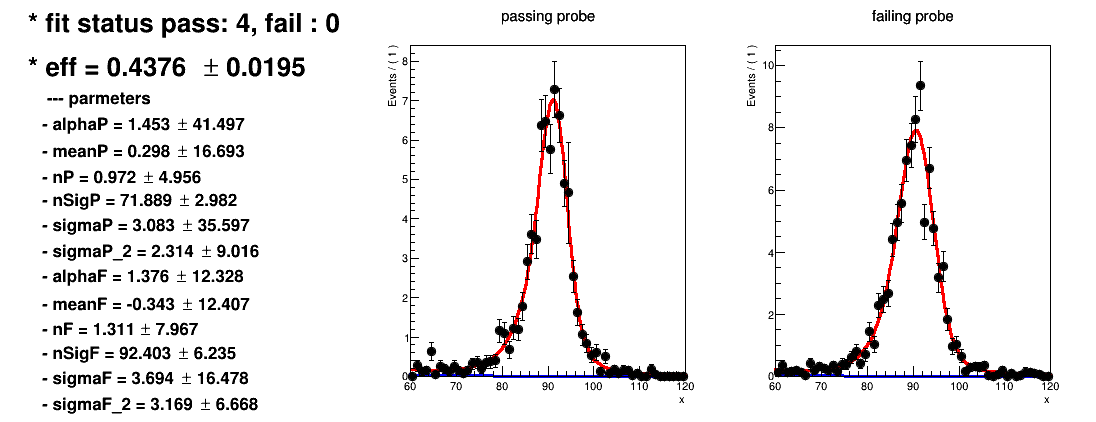 * fit status pass: 4, fail : 0
* eff = 0.4376 ± 0.0195
--- parmeters
- alphaP = 1.453 ± 41.497
- meanP = 0.298 ± 16.693
- nP = 0.972 ± 4.956
- nSigP = 71.889 ± 2.982
- sigmaP = 3.083 ± 35.597
- sigmaP_2 = 2.314 ± 9.016
- alphaF = 1.376 ± 12.328
- meanF = -0.343 ± 12.407
- nF = 1.311 ± 7.967
- nSigF = 92.403 ± 6.235
- sigmaF = 3.694 ± 16.478
- sigmaF_2 = 3.169 ± 6.668
passing probe
Events / ( 1 )
8
7
6
5
4
3
2
1
0
60 70 80 90 100 110 120
x
failing probe
Events / ( 1 )
10
8
6
4
2
0
60 70 80 90 100 110 120
x